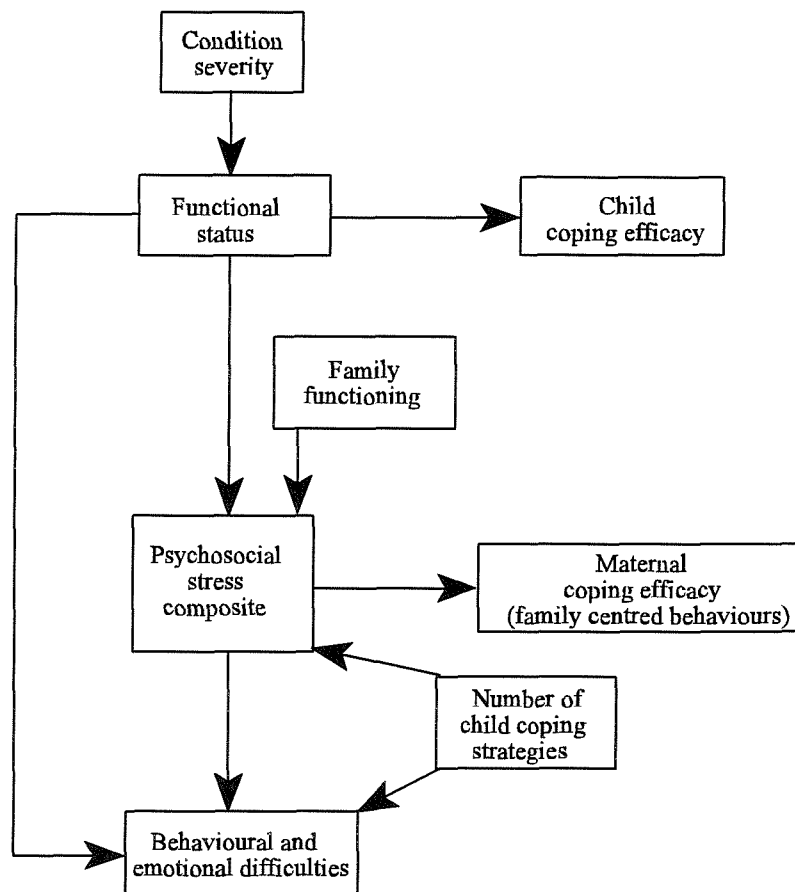 Condition
severity
Functional
status
Child
coping efficacy
Family
functioning
Psychosocial
stress
composite
Maternal
coping efficacy
(family centred behaviours)
Number of
child coping
strategies
Behavioural and
emotional difficulties